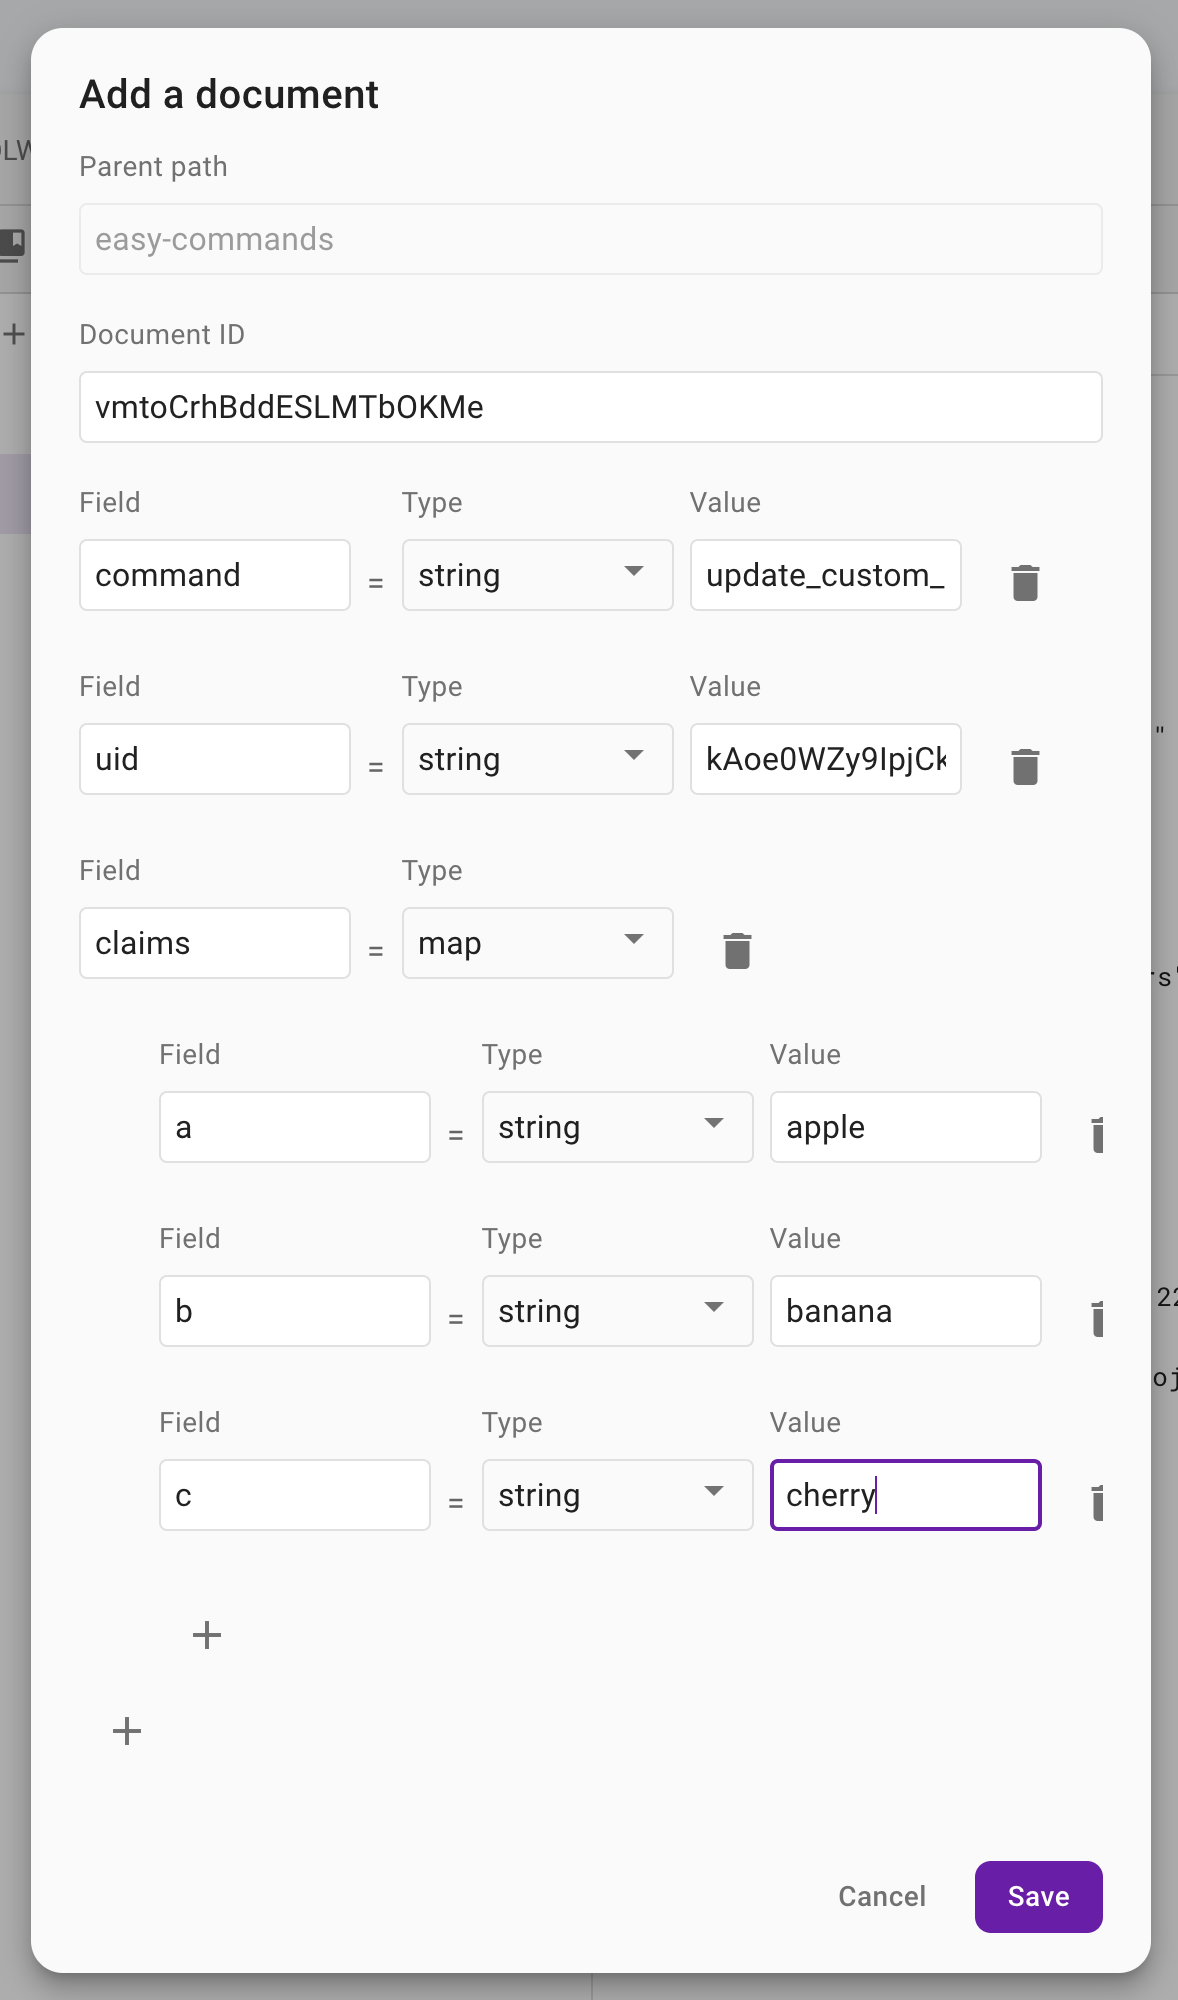 Add a document
Parent path
easy-commands
Document ID
vmtoCrhBddESLMTbOKMe
Field Type Value
command = string update_custom_
Field Type Value
uid = string kAoe0WZy9IpjCk
Field Type
claims = map
Field Type Value
a = string apple
Field Type Value
b = string banana
Field Type Value
c = string cherry
+
+
Cancel Save